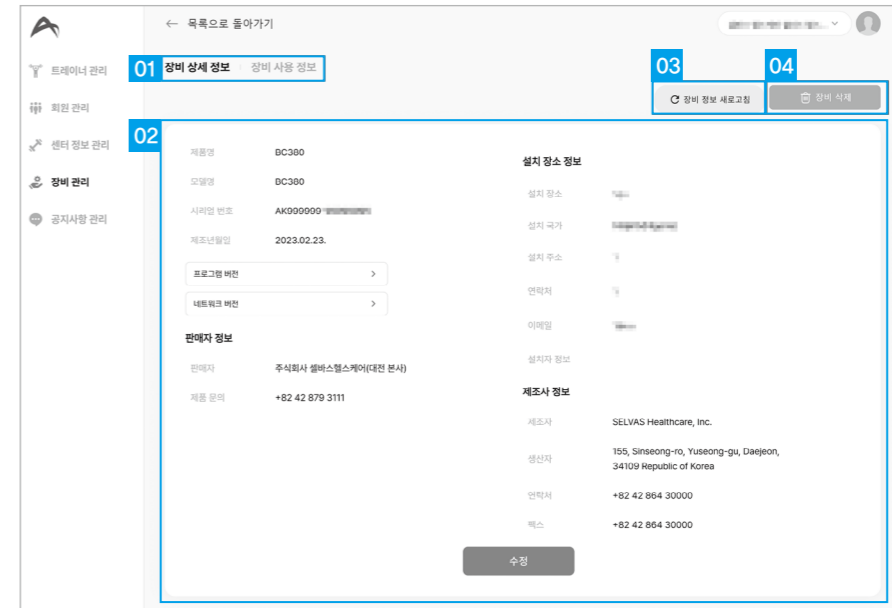 목록으로 돌아가기
트레이너 관리
회원 관리
센터 정보 관리
장비 관리
공지사항 관리
01
장비 상세 정보
장비 사용 정보
03
장비 정보 새로고침
04
장비 삭제
02
제품명 BC380
모델명 BC380
시리얼 번호 AK999999
제조년월일 2023.02.23.
프로그램 버전
네트워크 버전
판매자 정보
판매자 주식회사 셀바스헬스케어(대전 본사)
제품 문의 +82 42 879 3111
설치 장소 정보
설치 장소
설치 국가
설치 주소
연락처
이메일
설치자 정보
제조사 정보
제조자 SELVAS Healthcare, Inc.
생산자 155, Sinseong-ro, Yuseong-gu, Daejeon,
34109 Republic of Korea
연락처 +82 42 864 30000
팩스 +82 42 864 30000
수정